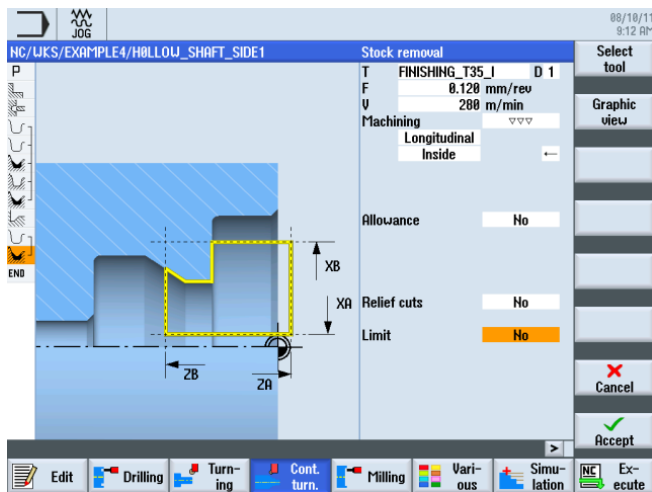 JOG
08/10/11
9:12 AM
NC/WKS/EXAMPLE4/HOLLOW_SHAFT_SIDE1
Stock removal
Select
tool
P
T FINISHING_T35_I D 1
F 0.120 mm/rev
V 280 m/min
Graphic
view
Machining ▽▽▽
Longitudinal
Inside ←
Allowance No
XB
XA
Relief cuts No
END
Limit No
ZB
ZA
Cancel
Accept
>
Edit
Drilling
Turn-
ing
Cont.
turn.
Milling
Vari-
ous
Simu-
lation
NC Ex-
ecute